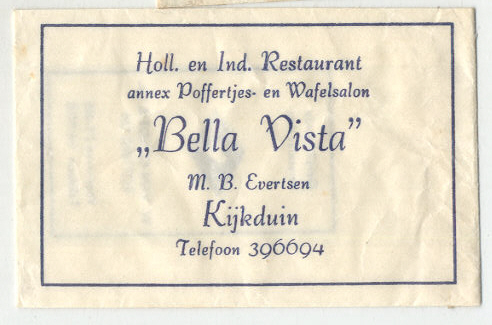 Holl. en Ind. Restaurant
annex Poffertjes- en Wafelsalon
„Bella Vista”
M. B. Evertsen
Kijkduin
Telefoon 396694